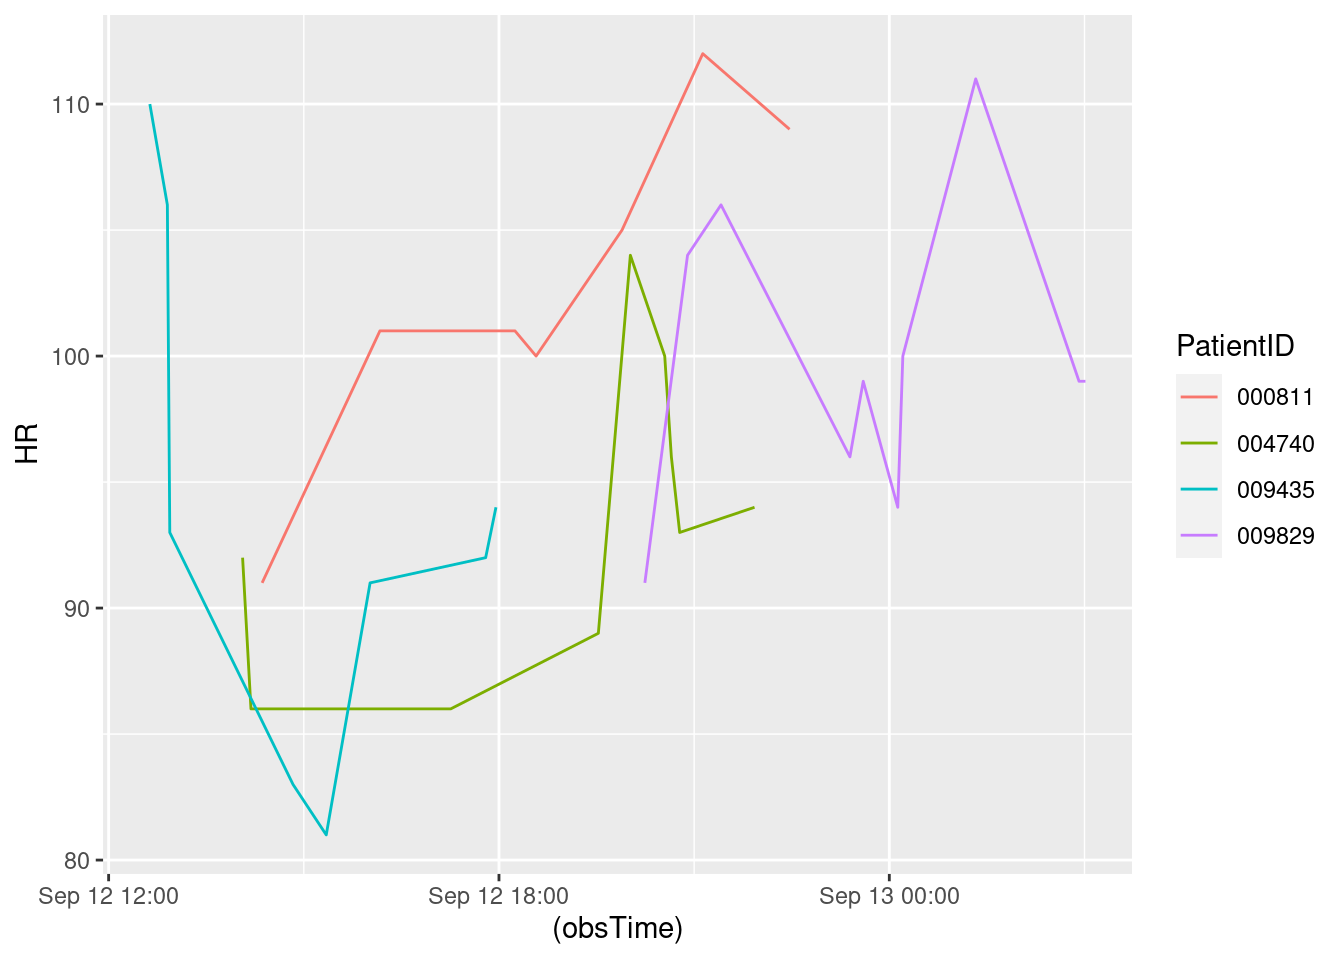 110
100
90
80
HR
Sep 12 12:00
Sep 12 18:00
Sep 13 00:00
(obsTime)
PatientID
000811
004740
009435
009829